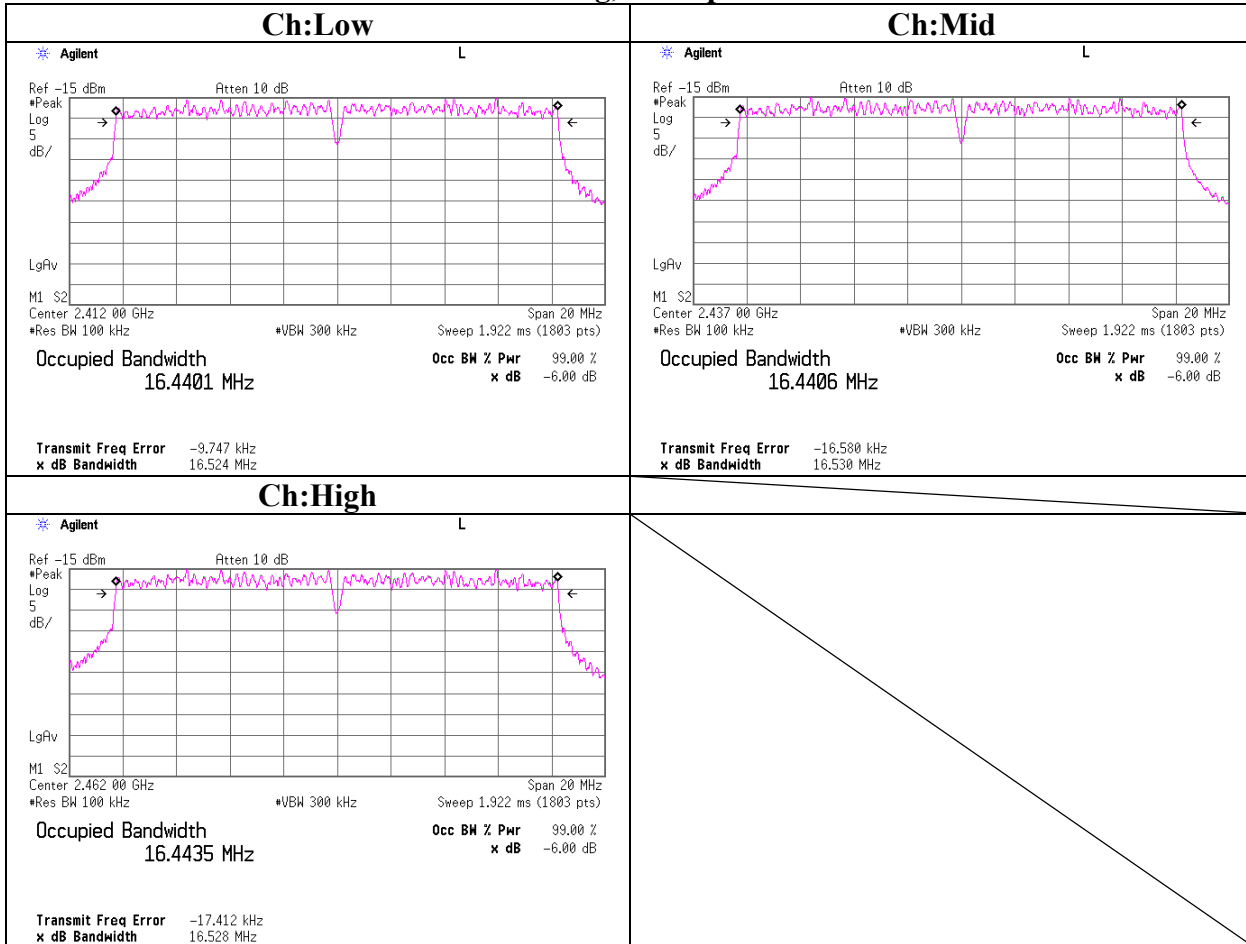 Ch:Low
Agilent L
Ref -15 dBm Atten 10 dB
#Peak
Log
5
dB/
LgAv
M1 S2
Center 2.412 00 GHz Span 20 MHz
#Res BW 100 kHz #VBW 300 kHz Sweep 1.922 ms (1803 pts)
Occupied Bandwidth Occ BW % Pwr 99.00 %
16.4401 MHz x dB -6.00 dB
Transmit Freq Error -9.747 kHz
x dB Bandwidth 16.524 MHz
Ch:Mid
Agilent L
Ref -15 dBm Atten 10 dB
#Peak
Log
5
dB/
LgAv
M1 S2
Center 2.437 00 GHz Span 20 MHz
#Res BW 100 kHz #VBW 300 kHz Sweep 1.922 ms (1803 pts)
Occupied Bandwidth Occ BW % Pwr 99.00 %
16.4406 MHz x dB -6.00 dB
Transmit Freq Error -16.580 kHz
x dB Bandwidth 16.530 MHz
Ch:High
Agilent L
Ref -15 dBm Atten 10 dB
#Peak
Log
5
dB/
LgAv
M1 S2
Center 2.462 00 GHz Span 20 MHz
#Res BW 100 kHz #VBW 300 kHz Sweep 1.922 ms (1803 pts)
Occupied Bandwidth Occ BW % Pwr 99.00 %
16.4435 MHz x dB -6.00 dB
Transmit Freq Error -17.412 kHz
x dB Bandwidth 16.528 MHz